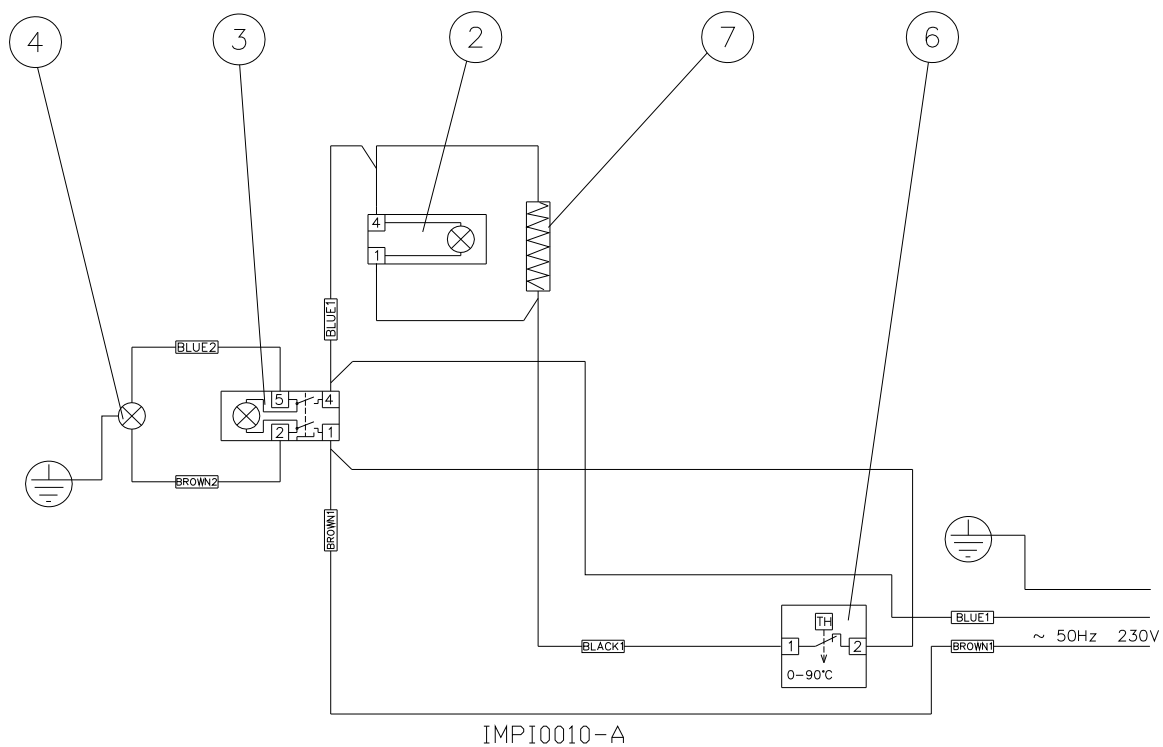 4 3 2 7 6
4
1
BLUE1
BLUE2
5 4
2 1
BROWN2
BROWN1
TH
BLUE1
~ 50Hz 230V
BLACK1
1 2
BROWN1
0-90°C
IMPI0010-A